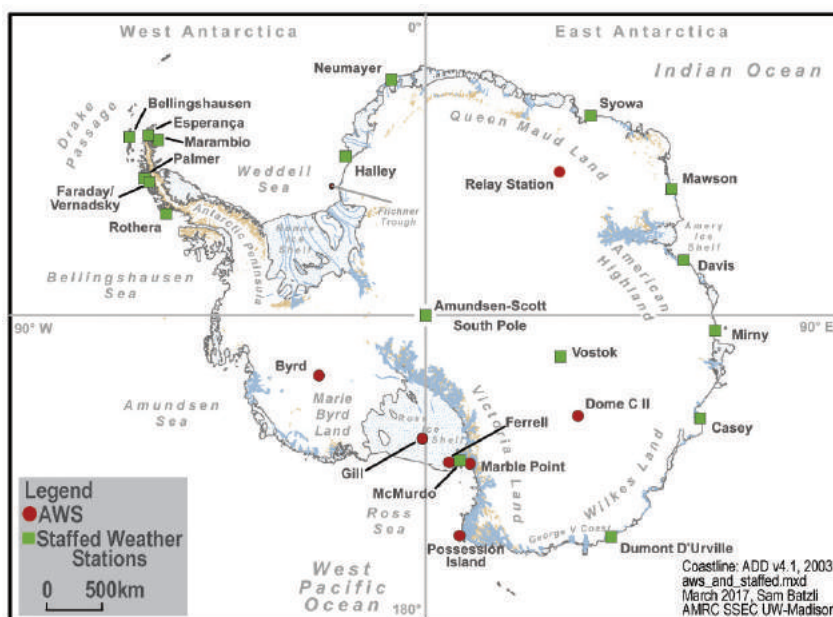 West Antarctica
0°
East Antarctica
Indian Ocean
Neumayer
Drake
Passage
Bellingshausen
Esperança
Marambio
Palmer
Faraday/
Vernadsky
Rothera
Weddell
Sea
Halley
Filchner
Trough
Queen Maud Land
Syowa
Relay Station
Mawson
Amery
Ice
Shelf
Davis
American
Highland
Antarctic
Peninsula
Ronne
Ice
Shelf
Bellingshausen
Sea
Amundsen-Scott
South Pole
90° W
90° E
Mirny
Vostok
Byrd
Amundsen
Sea
Marie
Byrd
Land
Ross
Ice
Shelf
Victoria Land
Ferrell
Dome C II
Casey
Gill
Marble Point
McMurdo
Wilkes Land
Ross
Sea
George V Coast
Possession
Island
Dumont D'Urville
West
Pacific
Ocean
180°
Legend
AWS
Staffed Weather
Stations
0 500km
Coastline: ADD v4.1, 2003
aws_and_staffed.mxd
March 2017, Sam Batzli
AMRC SSEC UW-Madison